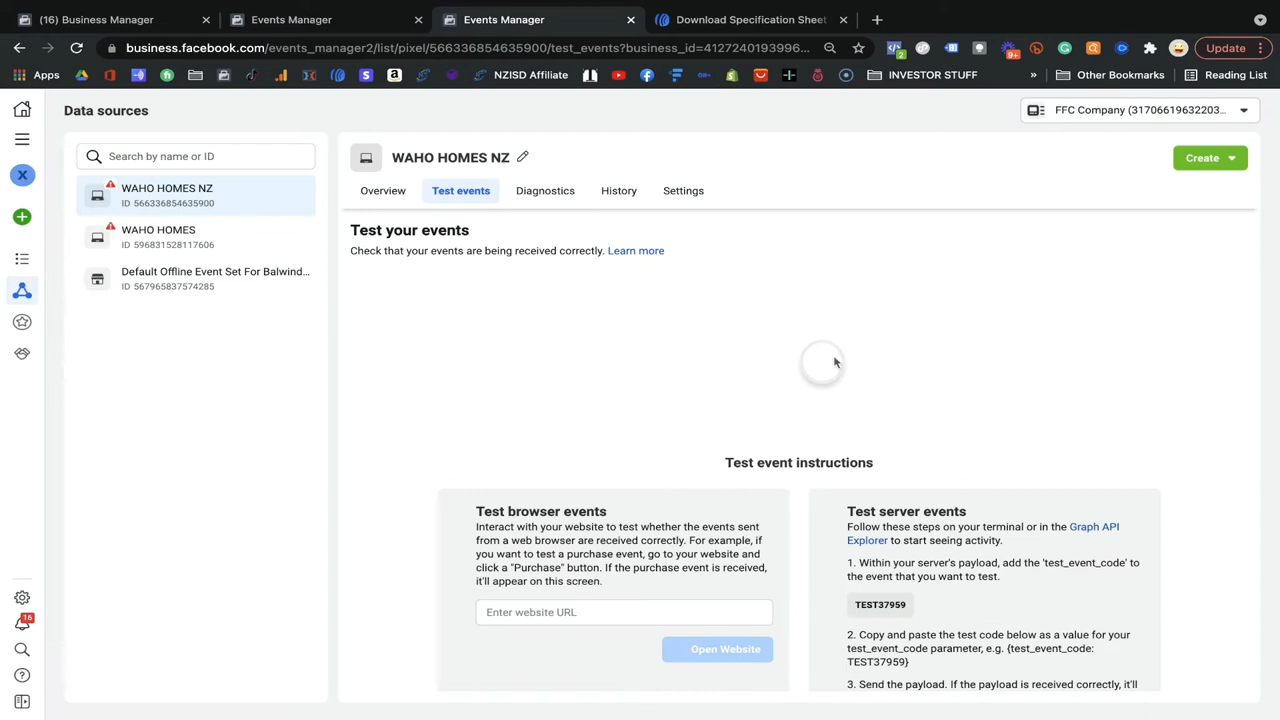 (16) Business Manager
Events Manager
Events Manager
Download Specification Sheet
business.facebook.com/events_manager2/list/pixel/566336854635900/test_events?business_id=4127240193996...
2
9+
Update
Apps
NZISD Affiliate
INVESTOR STUFF
»
Other Bookmarks
Reading List
Data sources
FFC Company (31706619632203...
X
16
Search by name or ID
WAHO HOMES NZ
ID 566336854635900
WAHO HOMES
ID 596831528117606
Default Offline Event Set For Balwind...
ID 567965837574285
WAHO HOMES NZ
Create
Overview
Test events
Diagnostics
History
Settings
Test your events
Check that your events are being received correctly. Learn more
Test event instructions
Test browser events
Interact with your website to test whether the events sent
from a web browser are received correctly. For example, if
you want to test a purchase event, go to your website and
click a "Purchase" button. If the purchase event is received,
it'll appear on this screen.
Enter website URL
Open Website
Test server events
Follow these steps on your terminal or in the Graph API
Explorer to start seeing activity.
1. Within your server's payload, add the 'test_event_code' to
the event that you want to test.
TEST37959
2. Copy and paste the test code below as a value for your
test_event_code parameter, e.g. {test_event_code:
TEST37959}
3. Send the payload. If the payload is received correctly, it'll